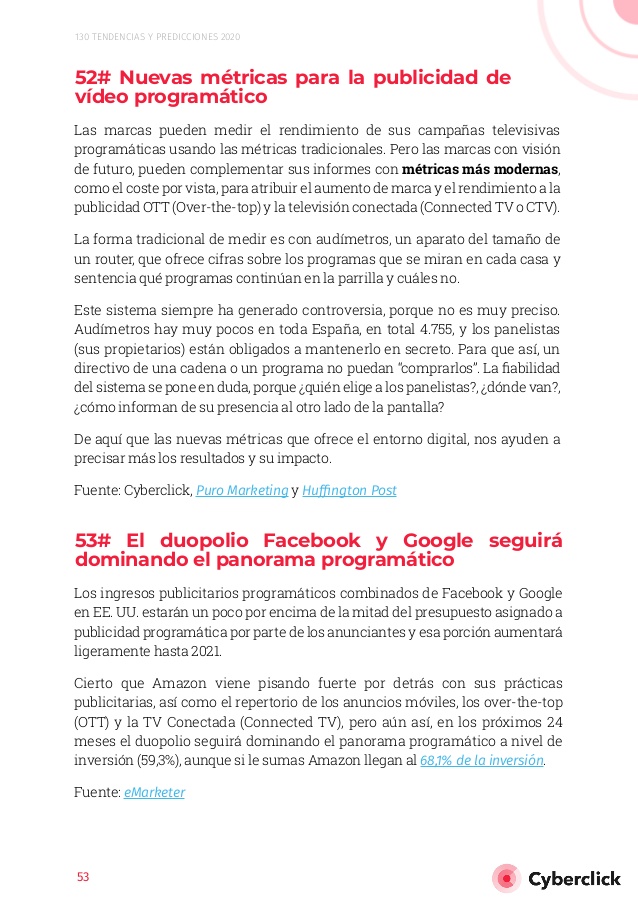 130 TENDENCIAS Y PREDICCIONES 2020
52# Nuevas métricas para la publicidad de
vídeo programático
Las marcas pueden medir el rendimiento de sus campañas televisivas
programáticas usando las métricas tradicionales. Pero las marcas con visión
de futuro, pueden complementar sus informes con métricas más modernas,
como el coste por vista, para atribuir el aumento de marca y el rendimiento a la
publicidad OTT (Over-the-top) y la televisión conectada (Connected TV o CTV).
La forma tradicional de medir es con audímetros, un aparato del tamaño de
un router, que ofrece cifras sobre los programas que se miran en cada casa y
sentencia qué programas continúan en la parrilla y cuáles no.
Este sistema siempre ha generado controversia, porque no es muy preciso.
Audímetros hay muy pocos en toda España, en total 4.755, y los panelistas
(sus propietarios) están obligados a mantenerlo en secreto. Para que así, un
directivo de una cadena o un programa no puedan “comprarlos”. La fiabilidad
del sistema se pone en duda, porque ¿quién elige a los panelistas?, ¿dónde van?,
¿cómo informan de su presencia al otro lado de la pantalla?
De aquí que las nuevas métricas que ofrece el entorno digital, nos ayuden a
precisar más los resultados y su impacto.
Fuente: Cyberclick, Puro Marketing y Huffington Post
53# El duopolio Facebook y Google seguirá
dominando el panorama programático
Los ingresos publicitarios programáticos combinados de Facebook y Google
en EE. UU. estarán un poco por encima de la mitad del presupuesto asignado a
publicidad programática por parte de los anunciantes y esa porción aumentará
ligeramente hasta 2021.
Cierto que Amazon viene pisando fuerte por detrás con sus prácticas
publicitarias, así como el repertorio de los anuncios móviles, los over-the-top
(OTT) y la TV Conectada (Connected TV), pero aún así, en los próximos 24
meses el duopolio seguirá dominando el panorama programático a nivel de
inversión (59,3%), aunque si le sumas Amazon llegan al 68,1% de la inversión.
Fuente: eMarketer
53
Cyberclick